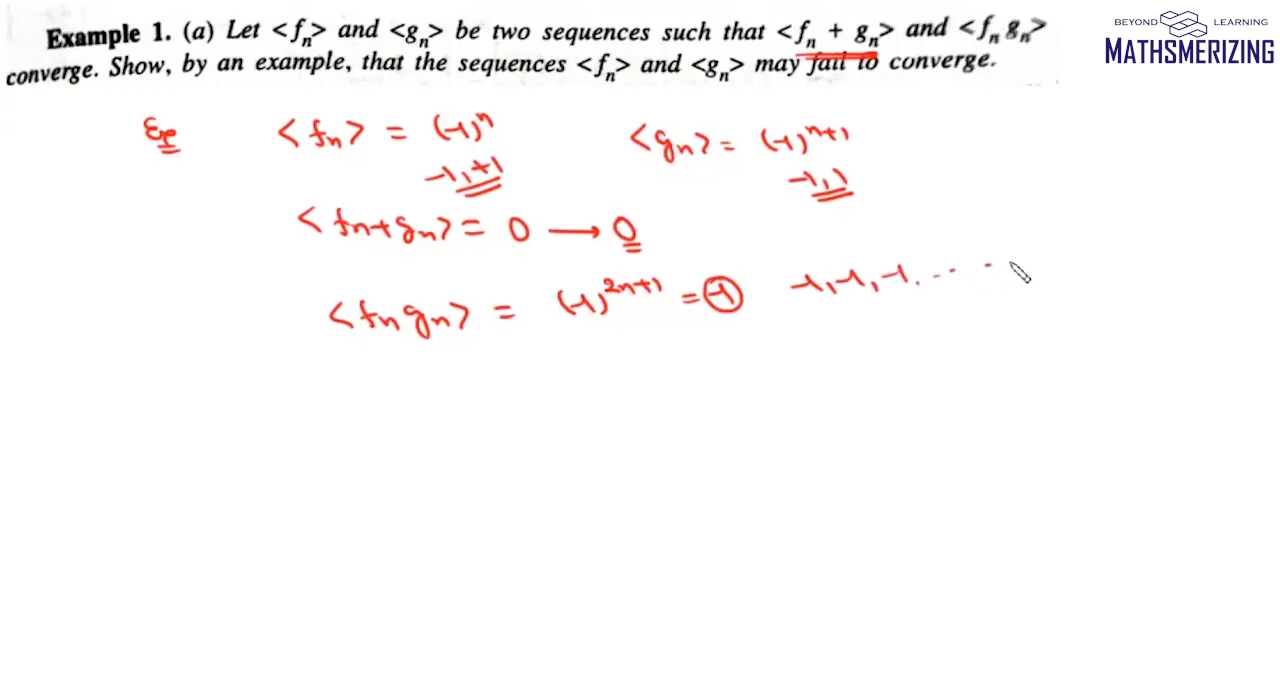 BEYOND LEARNING
MATHSMERIZING
Example 1. (a) Let <fₙ> and <gₙ> be two sequences such that <fₙ + gₙ> and <fₙ gₙ>
converge. Show, by an example, that the sequences <fₙ> and <gₙ> may fail to converge.
Ex <fₙ> = (-1)ⁿ <gₙ> = (-1)ⁿ⁺¹
-1, +1 -1, 1
<fₙ+gₙ> = 0 → 0
<fₙ gₙ> = (-1)²ⁿ⁺¹ = -1 -1, -1, -1, ....